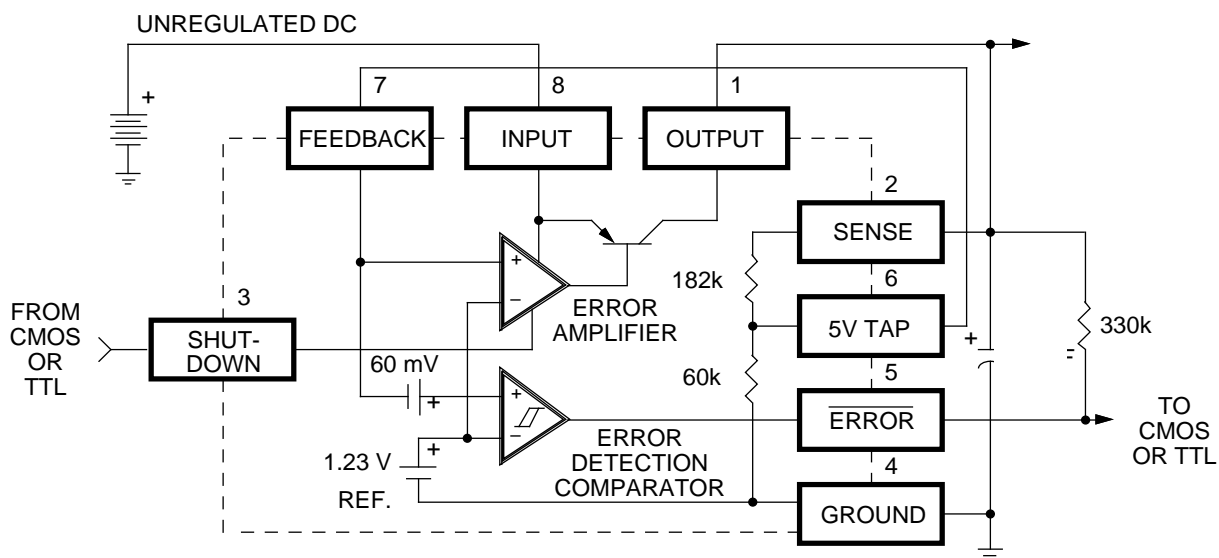 UNREGULATED DC
+
7
8
1
FEEDBACK
INPUT
OUTPUT
2
SENSE
182k
6
5V TAP
330k
+
−
ERROR
AMPLIFIER
FROM
CMOS
OR
TTL
3
SHUT-
DOWN
60 mV
+
+
−
60k
+
5
ERROR
TO
CMOS
OR TTL
1.23 V
REF.
+
ERROR
DETECTION
COMPARATOR
4
GROUND